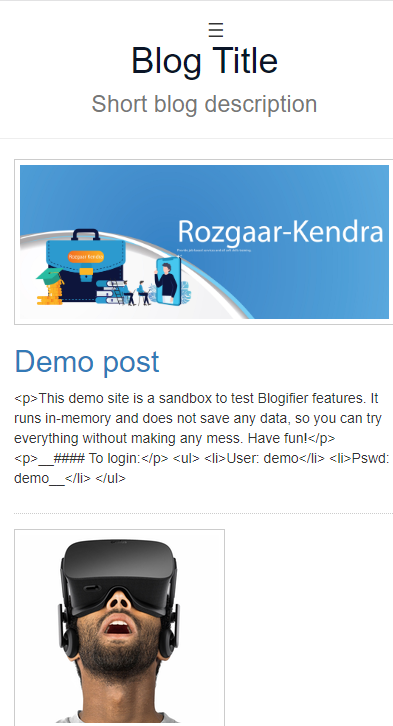 Blog Title
Short blog description
Rozgaar-Kendra
Rozgaar-Kendra
Demo post
<p>This demo site is a sandbox to test Blogifier features. It
runs in-memory and does not save any data, so you can try
everything without making any mess. Have fun!</p>
<p>__#### To login:</p> <ul> <li>User: demo</li> <li>Pswd:
demo__</li> </ul>